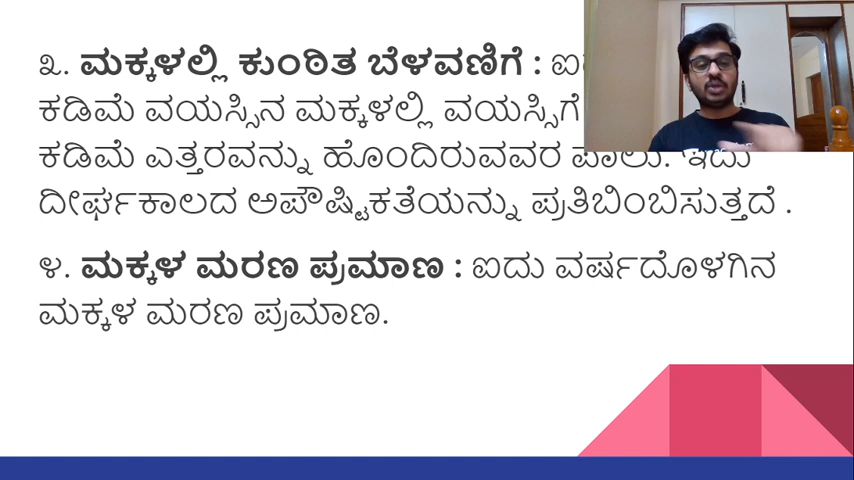 ೩. ಮಕ್ಕಳಲ್ಲಿ ಕುಂಠಿತ ಬೆಳವಣಿಗೆ :
ಕಡಿಮೆ ವಯಸ್ಸಿನ ಮಕ್ಕಳಲ್ಲಿ ವಯಸ್ಸಿಗೆ
ಕಡಿಮೆ ಎತ್ತರವನ್ನು ಹೊಂದಿರುವವರ ಪಾಲು. ಇದು
ದೀರ್ಘಕಾಲದ ಅಪೌಷ್ಟಿಕತೆಯನ್ನು ಪ್ರತಿಬಿಂಬಿಸುತ್ತದೆ .
೪. ಮಕ್ಕಳ ಮರಣ ಪ್ರಮಾಣ : ಐದು ವರ್ಷದೊಳಗಿನ
ಮಕ್ಕಳ ಮರಣ ಪ್ರಮಾಣ.